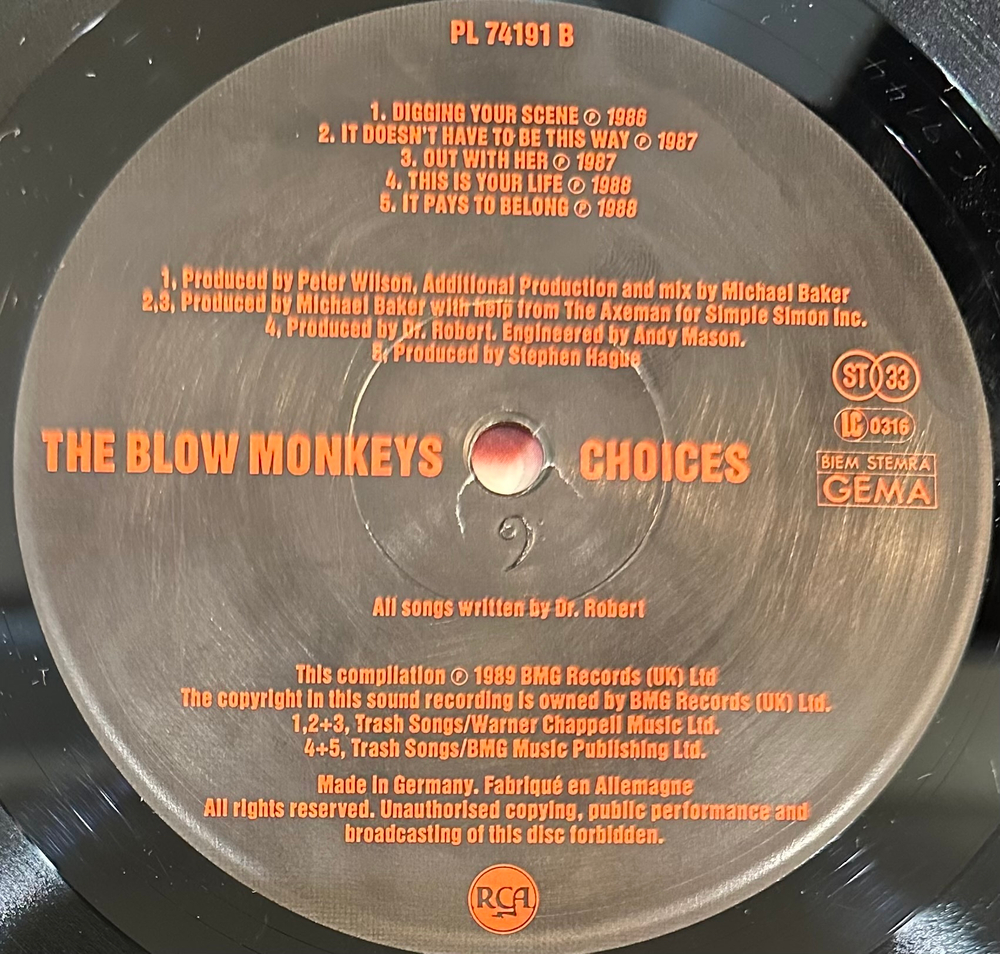 PL 74191 B
1. DIGGING YOUR SCENE ℗ 1986
2. IT DOESN'T HAVE TO BE THIS WAY ℗ 1987
3. OUT WITH HER ℗ 1987
4. THIS IS YOUR LIFE ℗ 1988
5. IT PAYS TO BELONG ℗ 1988
1, Produced by Peter Wilson, Additional Production and mix by Michael Baker
2,3, Produced by Michael Baker with help from The Axeman for Simple Simon Inc.
4, Produced by Dr. Robert. Engineered by Andy Mason.
5, Produced by Stephen Hague
ST 33
LC 0316
BIEM STEMRA
GEMA
THE BLOW MONKEYS CHOICES
All songs written by Dr. Robert
This compilation ℗ 1989 BMG Records (UK) Ltd
The copyright in this sound recording is owned by BMG Records (UK) Ltd.
1,2+3, Trash Songs/Warner Chappell Music Ltd.
4+5, Trash Songs/BMG Music Publishing Ltd.
Made in Germany. Fabriqué en Allemagne
All rights reserved. Unauthorised copying, public performance and
broadcasting of this disc forbidden.
RCA